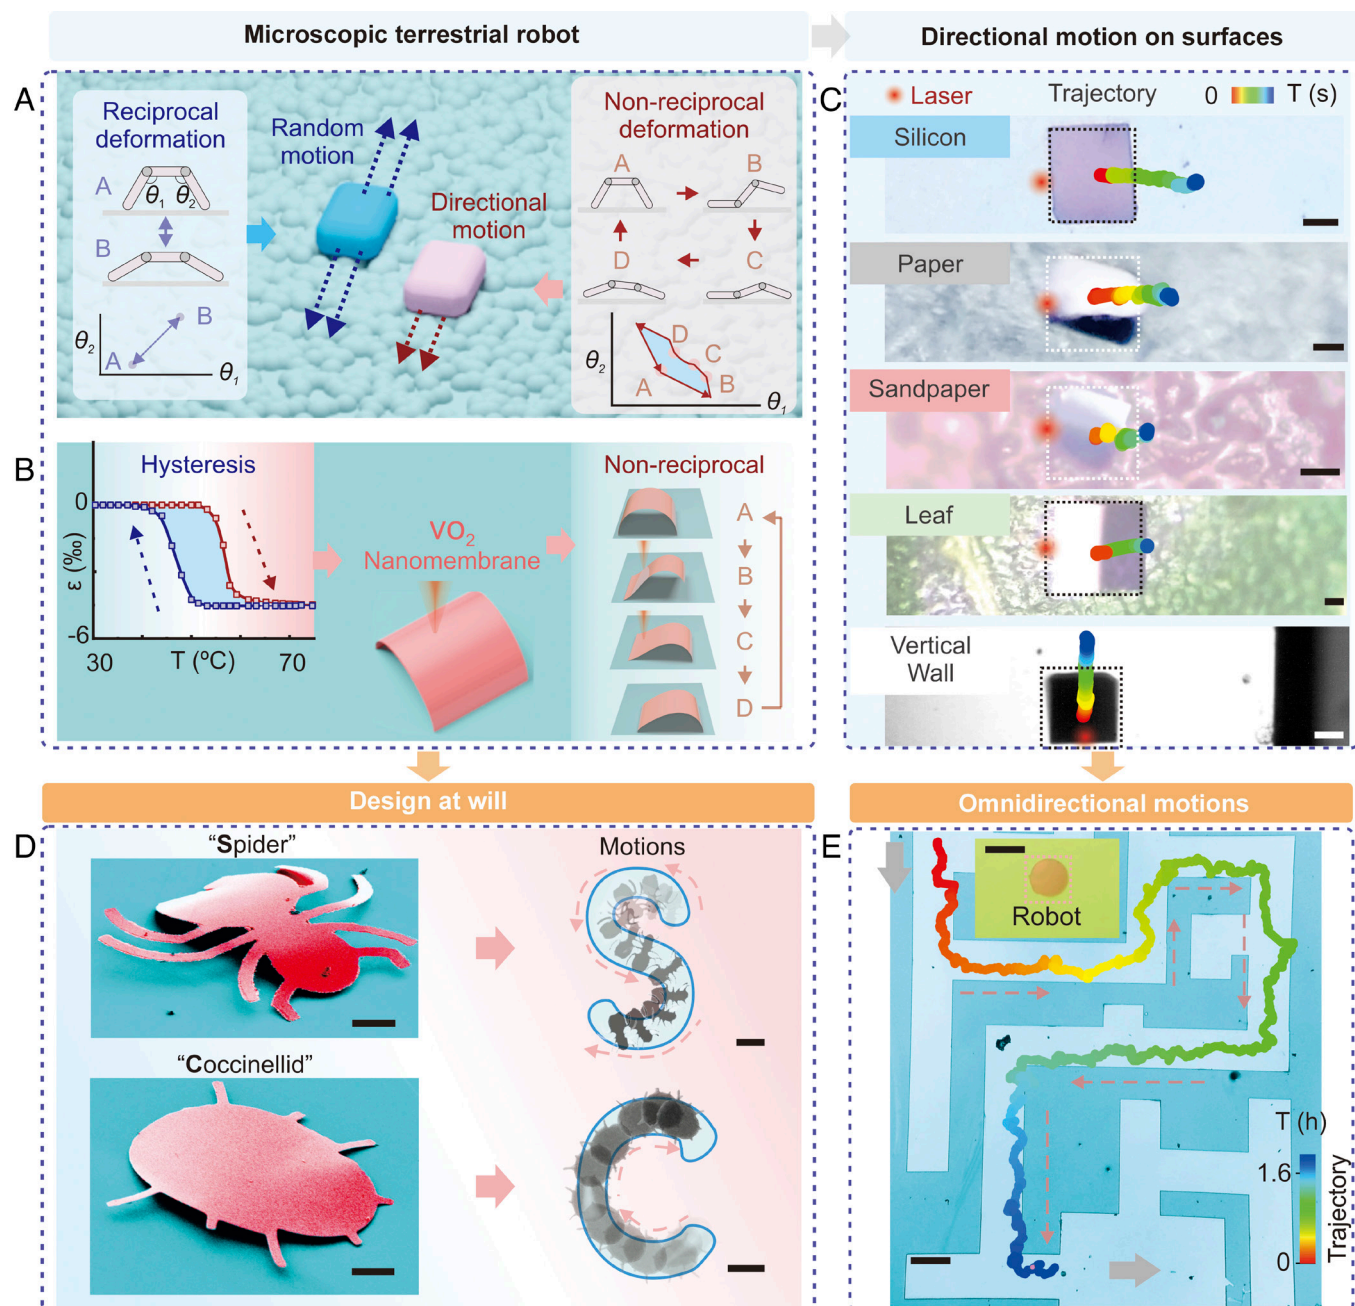 Microscopic terrestrial robot
Directional motion on surfaces
A
Reciprocal
deformation
A
θ1 θ2
B
θ2
B
A
θ1
Random
motion
Directional
motion
Non-reciprocal
deformation
A
B
D
C
θ2
D
C
A
B
θ1
B
Hysteresis
0
ε (‰)
-6
30
T (ºC)
70
VO2
Nanomembrane
Non-reciprocal
A
B
C
D
C
Laser
Trajectory
0
T (s)
Silicon
Paper
Sandpaper
Leaf
Vertical
Wall
Design at will
Omnidirectional motions
D
“Spider”
Motions
“Coccinellid”
E
Robot
T (h)
1.6
0
Trajectory